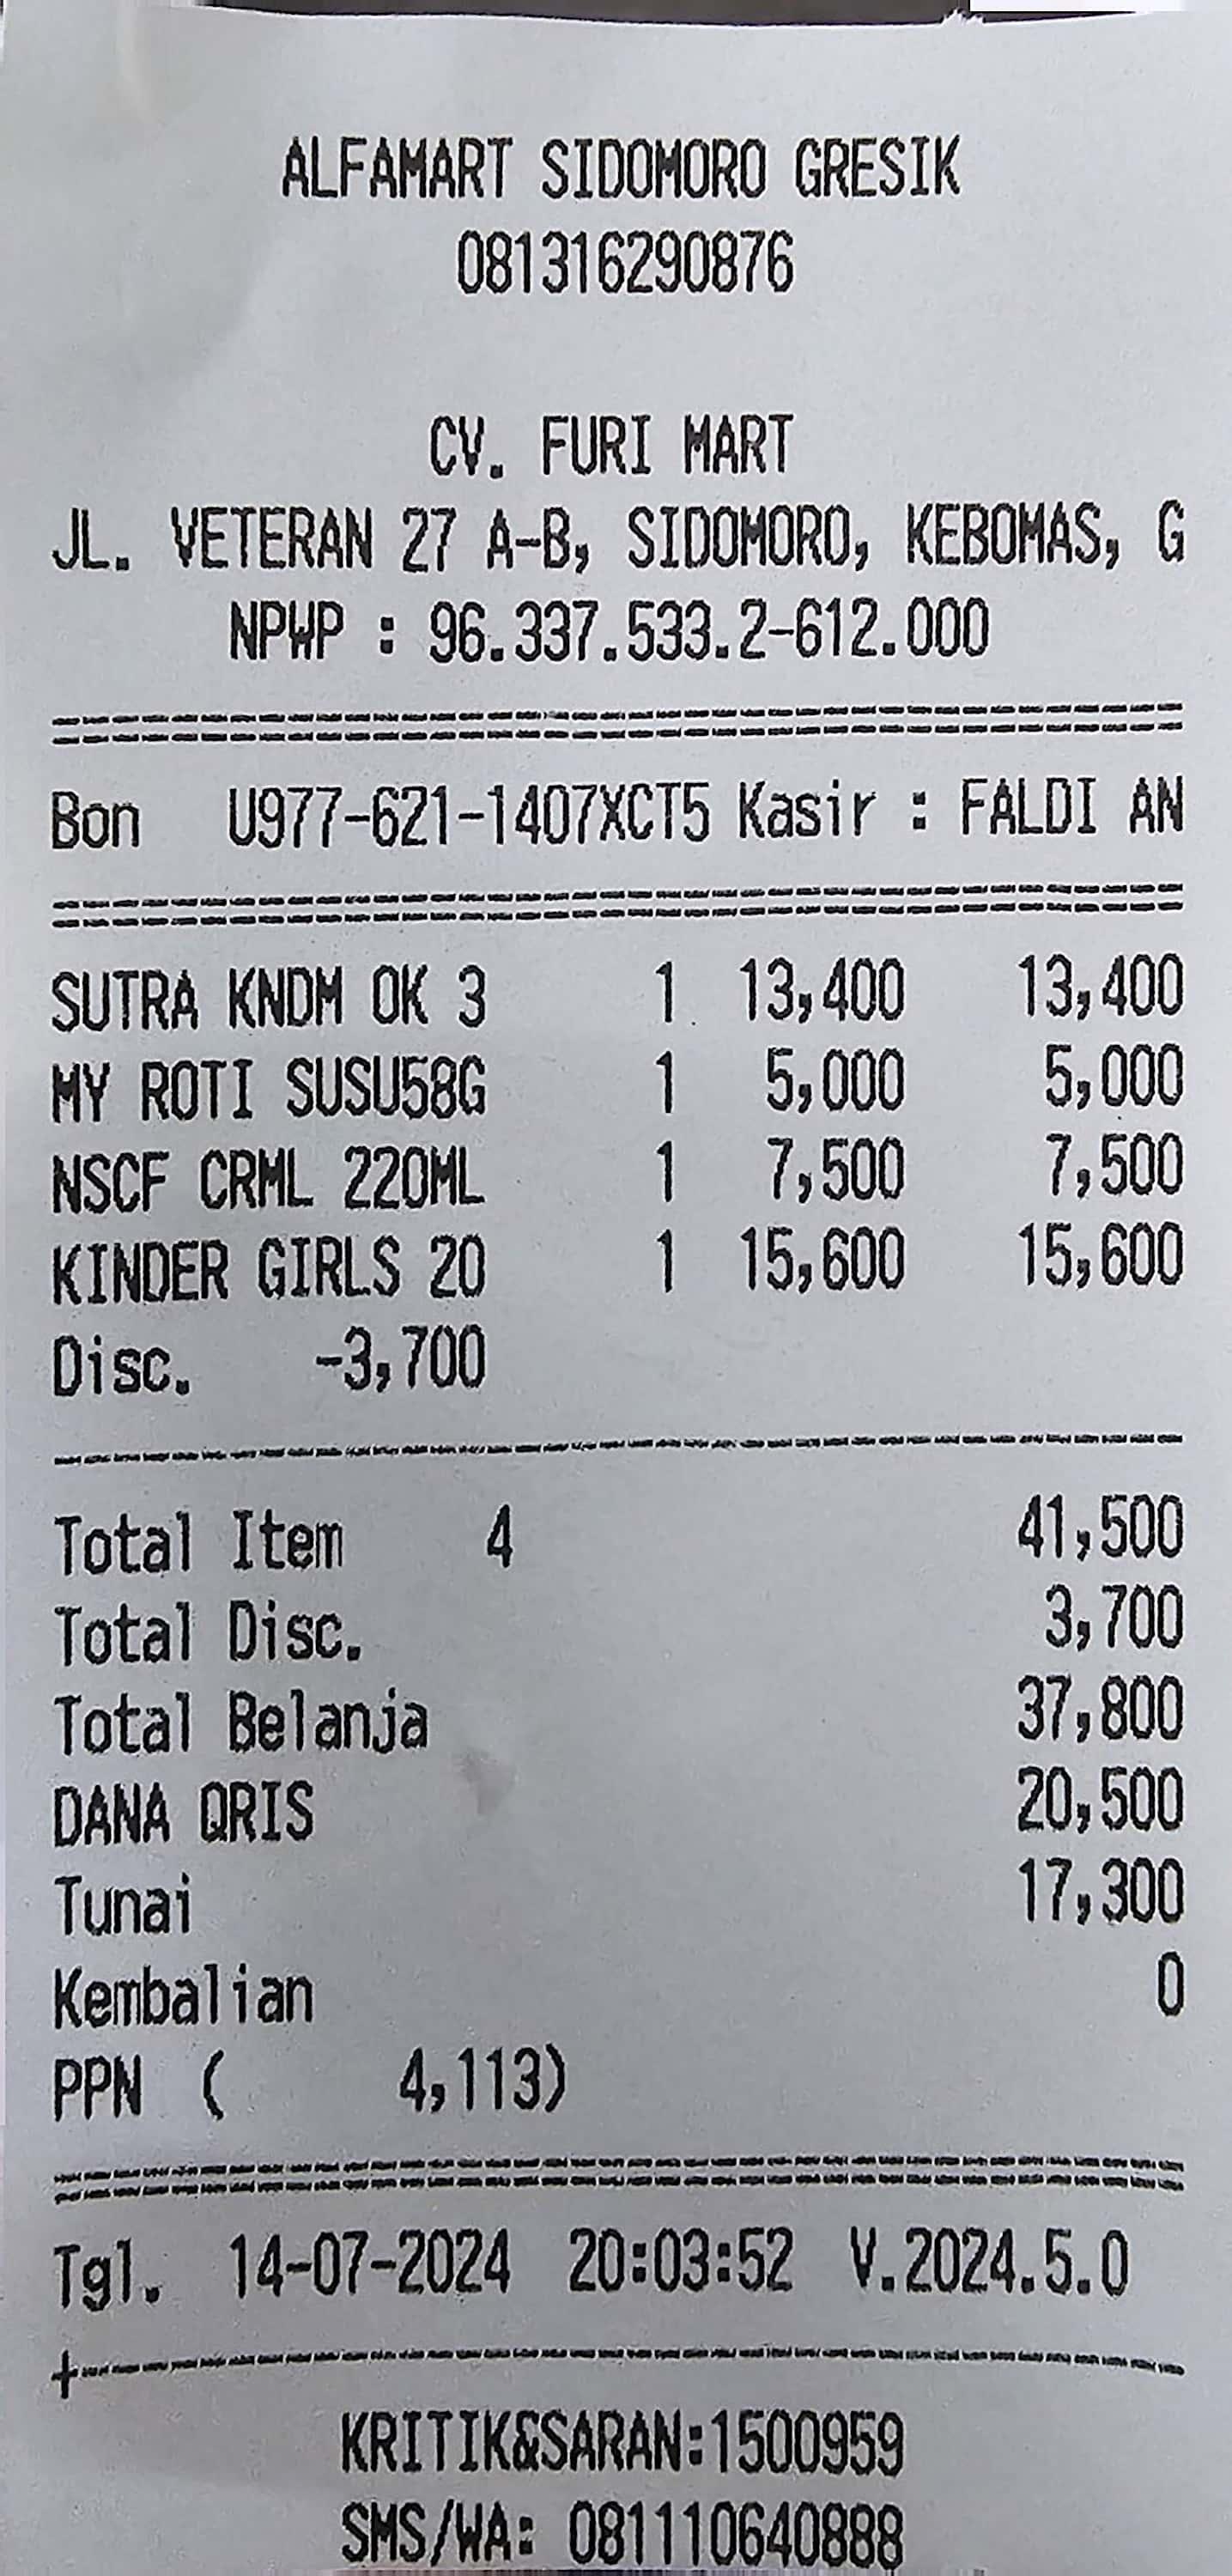 ALFAMART SIDOMORO GRESIK
081316290876
CV. FURI MART
JL. VETERAN 27 A-B, SIDOMORO, KEBOMAS, G
NPWP : 96.337.533.2-612.000
Bon U977-621-1407XCT5 Kasir : FALDI AN
SUTRA KNDM OK 3 1 13,400 13,400
MY ROTI SUSU58G 1 5,000 5,000
NSCF CRML 220ML 1 7,500 7,500
KINDER GIRLS 20 1 15,600 15,600
Disc. -3,700
Total Item 4 41,500
Total Disc. 3,700
Total Belanja 37,800
DANA QRIS 20,500
Tunai 17,300
Kembalian 0
PPN ( 4,113)
Tgl. 14-07-2024 20:03:52 V.2024.5.0
KRITIK&SARAN:1500959
SMS/WA: 081110640888